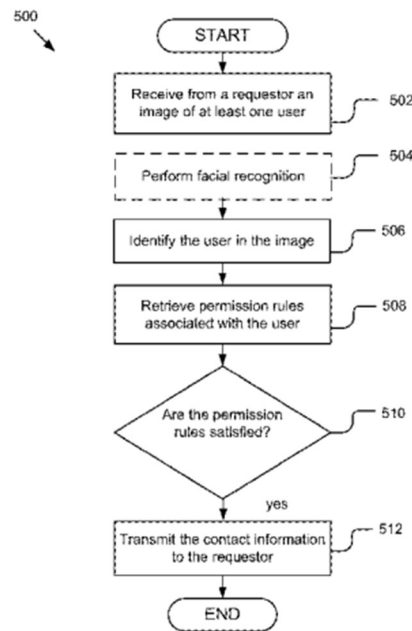 500
START
Receive from a requestor an
image of at least one user
502
504
Perform facial recognition
Identify the user in the image
506
Retrieve permission rules
associated with the user
508
Are the permission
rules satisfied?
510
yes
Transmit the contact information
to the requestor
512
END